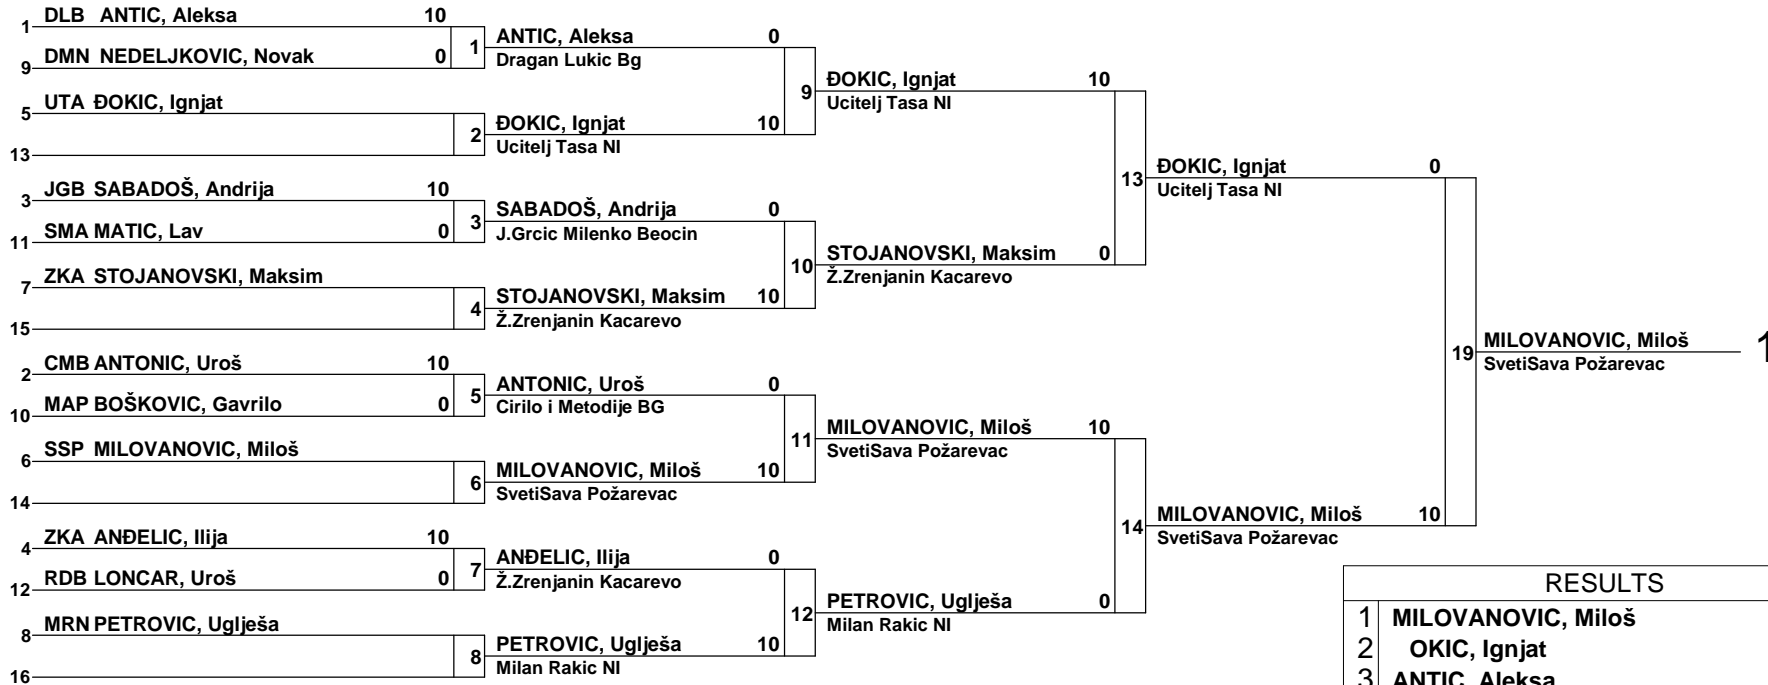 1 DLB ANTIC, Aleksa 10
9 DMN NEDELJKOVIC, Novak 0
1
5 UTA ĐOKIC, Ignjat
13
2
3 JGB SABADOŠ, Andrija 10
11 SMA MATIC, Lav 0
3
7 ZKA STOJANOVSKI, Maksim
15
4
2 CMB ANTONIC, Uroš 10
10 MAP BOŠKOVIC, Gavrilo 0
5
6 SSP MILOVANOVIC, Miloš
14
6
4 ZKA ANĐELIC, Ilija 10
12 RDB LONCAR, Uroš 0
7
8 MRN PETROVIC, Uglješa
16
8
ANTIC, Aleksa 0
Dragan Lukic Bg
ĐOKIC, Ignjat 10
Ucitelj Tasa NI
9
SABADOŠ, Andrija 0
J.Grcic Milenko Beocin
STOJANOVSKI, Maksim 10
Ž.Zrenjanin Kacarevo
10
ANTONIC, Uroš 0
Cirilo i Metodije BG
MILOVANOVIC, Miloš 10
SvetiSava Požarevac
11
ANĐELIC, Ilija 0
Ž.Zrenjanin Kacarevo
PETROVIC, Uglješa 10
Milan Rakic NI
12
ĐOKIC, Ignjat 10
Ucitelj Tasa NI
STOJANOVSKI, Maksim 0
Ž.Zrenjanin Kacarevo
13
MILOVANOVIC, Miloš 10
SvetiSava Požarevac
PETROVIC, Uglješa 0
Milan Rakic NI
14
ĐOKIC, Ignjat 0
Ucitelj Tasa NI
MILOVANOVIC, Miloš 10
SvetiSava Požarevac
19
MILOVANOVIC, Miloš 1
SvetiSava Požarevac
RESULTS
1 MILOVANOVIC, Miloš
2 OKIC, Ignjat
3 ANTIC, Aleksa